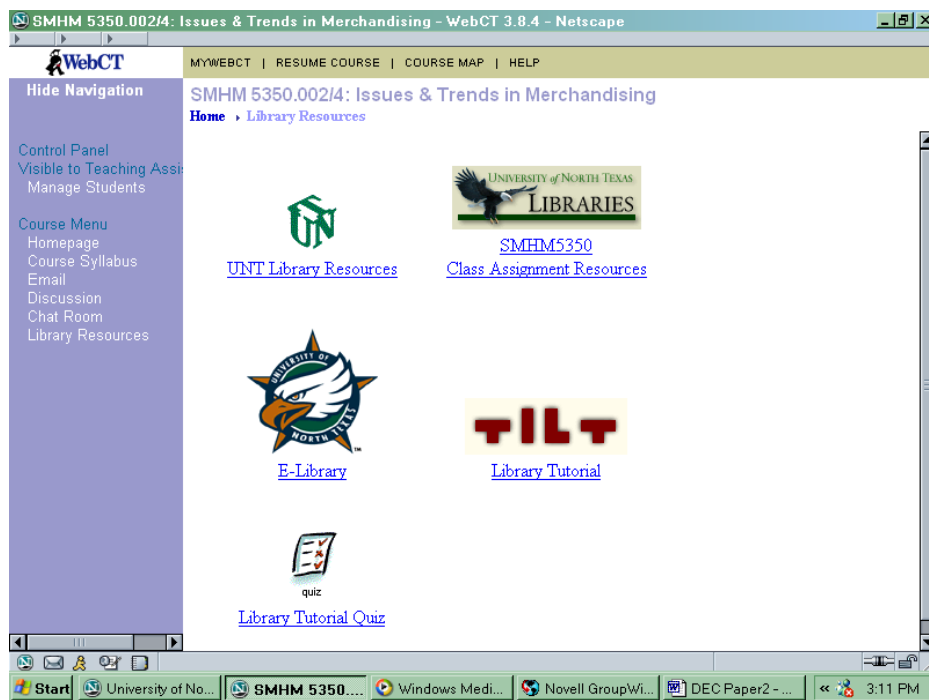 SMHM 5350.002/4: Issues & Trends in Merchandising - WebCT 3.8.4 - Netscape
WebCT
MYWEBCT | RESUME COURSE | COURSE MAP | HELP
Hide Navigation
SMHM 5350.002/4: Issues & Trends in Merchandising
Home › Library Resources
Control Panel
Visible to Teaching Assi
Manage Students
Course Menu
Homepage
Course Syllabus
Email
Discussion
Chat Room
Library Resources
UNT
UNT Library Resources
UNIVERSITY of NORTH TEXAS
LIBRARIES
SMHM5350
Class Assignment Resources
UNIVERSITY OF
NORTH TEXAS
TM
E-Library
TILT
Library Tutorial
quiz
Library Tutorial Quiz
Start
University of No...
SMHM 5350....
Windows Medi...
Novell GroupWi...
DEC Paper2 - ...
« 3:11 PM